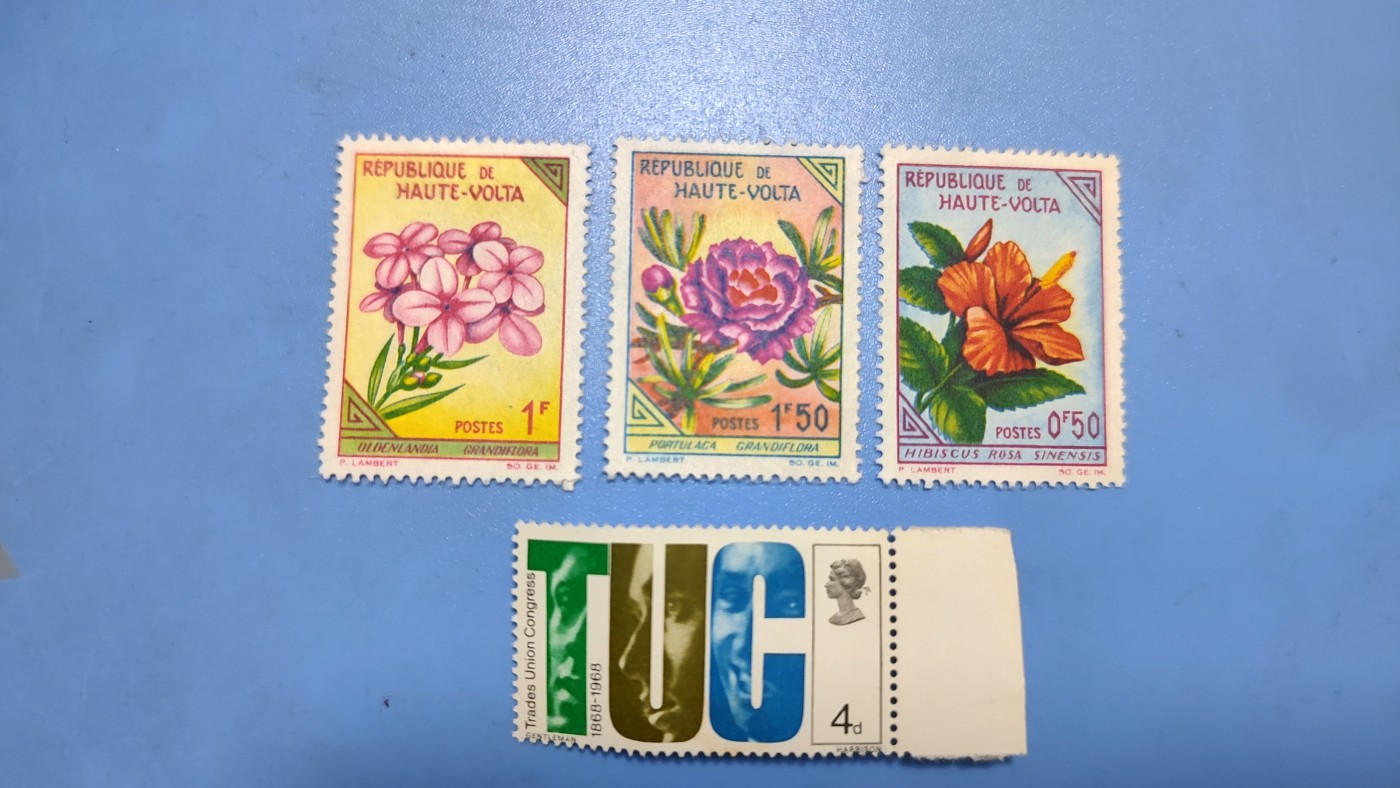 RÉPUBLIQUE DE
HAUTE-VOLTA
POSTES 1F
OLDENLANDIA GRANDIFLORA
P. LAMBERT SO. GE. IM.
RÉPUBLIQUE DE
HAUTE-VOLTA
POSTES 1F50
PORTULACA GRANDIFLORA
P. LAMBERT SO. GE. IM.
RÉPUBLIQUE DE
HAUTE-VOLTA
POSTES 0F50
HIBISCUS ROSA SINENSIS
P. LAMBERT SO. GE. IM.
Trades Union Congress
1868-1968
TUC
4d
GENTLEMAN
HARRISON